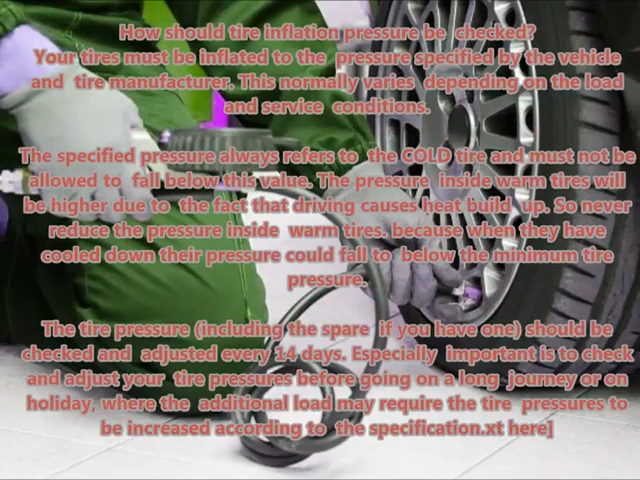 How should tire inflation pressure be checked?
Your tires must be inflated to the pressure specified by the vehicle
and tire manufacturer. This normally varies depending on the load
and service conditions.
The specified pressure always refers to the COLD tire and must not be
allowed to fall below this value. The pressure inside warm tires will
be higher due to the fact that driving causes heat build up. So never
reduce the pressure inside warm tires. because when they have
cooled down their pressure could fall to below the minimum tire
pressure.
The tire pressure (including the spare if you have one) should be
checked and adjusted every 14 days. Especially important is to check
and adjust your tire pressures before going on a long journey or on
holiday, where the additional load may require the tire pressures to
be increased according to the specification.xt here]